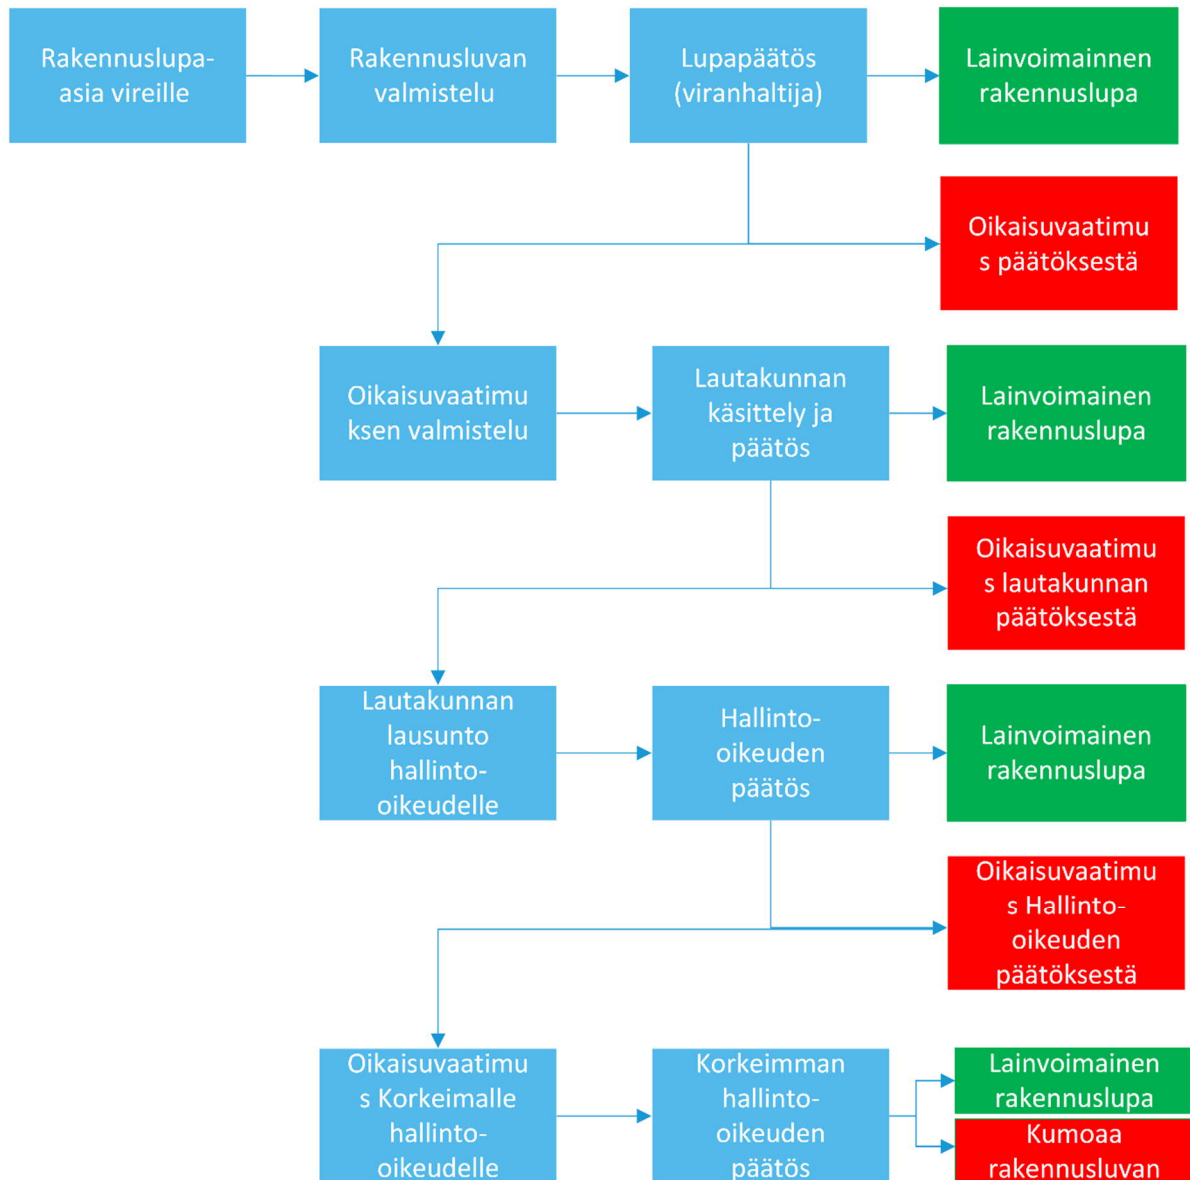 Rakennuslupa-
asia vireille
Rakennusluvan
valmistelu
Lupapäätös
(viranhaltija)
Lainvoimainnen
rakennuslupa
Oikaisuvaatimu
s päätöksestä
Oikaisuvaatimu
ksen valmistelu
Lautakunnan
käsittely ja
päätös
Lainvoimainen
rakennuslupa
Oikaisuvaatimu
s lautakunnan
päätöksestä
Lautakunnan
lausunto
hallinto-
oikeudelle
Hallinto-
oikeuden
päätös
Lainvoimainen
rakennuslupa
Oikaisuvaatimu
s Hallinto-
oikeuden
päätöksestä
Oikaisuvaatimu
s Korkeimalle
hallinto-
oikeudelle
Korkeimman
hallinto-
oikeuden
päätös
Lainvoimainen
rakennuslupa
Kumoaa
rakennusluvan